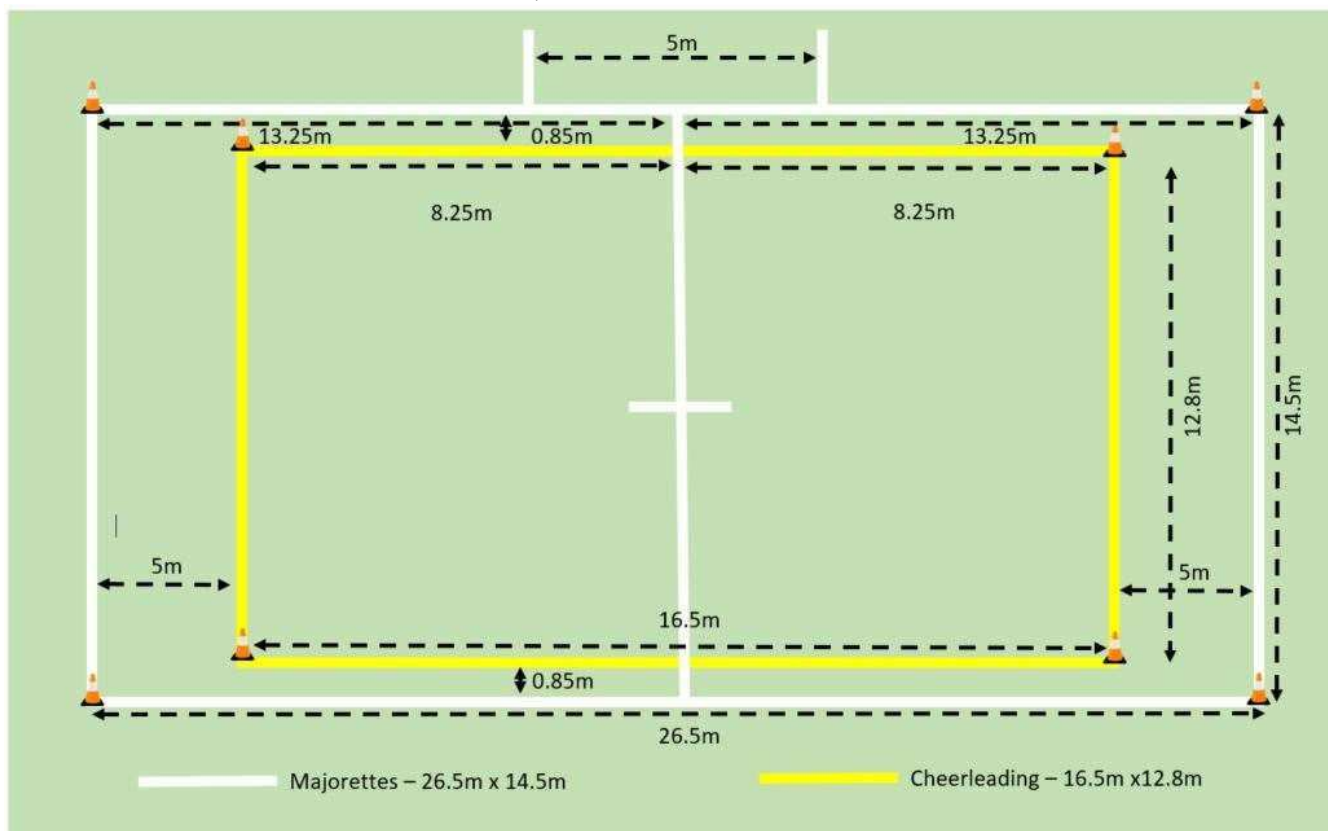 5m
13.25m
0.85m
13.25m
8.25m
8.25m
12.8m
14.5m
5m
5m
16.5m
0.85m
26.5m
Majorettes – 26.5m x 14.5m
Cheerleading – 16.5m x12.8m